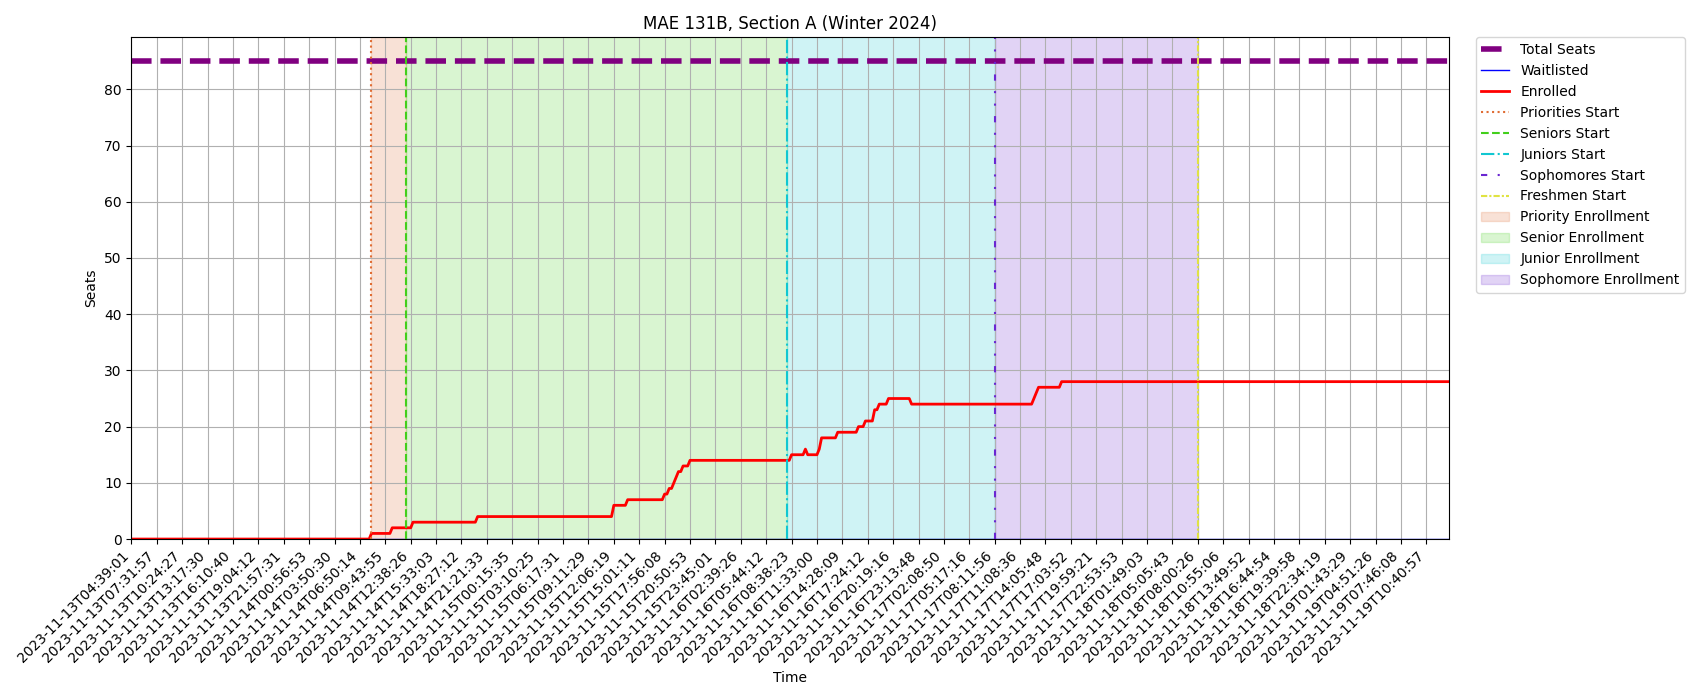 MAE 131B, Section A (Winter 2024)
Total Seats
Waitlisted
Enrolled
Priorities Start
Seniors Start
Juniors Start
Sophomores Start
Freshmen Start
Priority Enrollment
Senior Enrollment
Junior Enrollment
Sophomore Enrollment
Seats
80
70
60
50
40
30
20
10
0
2023-11-13T04:39:01
2023-11-13T07:31:57
2023-11-13T10:24:27
2023-11-13T13:17:30
2023-11-13T16:10:40
2023-11-13T19:04:12
2023-11-13T21:57:31
2023-11-14T00:56:53
2023-11-14T03:50:30
2023-11-14T06:50:14
2023-11-14T09:43:55
2023-11-14T12:38:26
2023-11-14T15:33:03
2023-11-14T18:27:12
2023-11-14T21:21:33
2023-11-15T00:15:35
2023-11-15T03:10:25
2023-11-15T06:17:31
2023-11-15T09:11:29
2023-11-15T12:06:19
2023-11-15T15:01:11
2023-11-15T17:56:08
2023-11-15T20:50:53
2023-11-15T23:45:01
2023-11-16T02:39:26
2023-11-16T05:44:12
2023-11-16T08:38:23
2023-11-16T11:33:00
2023-11-16T14:28:09
2023-11-16T17:24:12
2023-11-16T20:19:16
2023-11-16T23:13:48
2023-11-17T02:08:50
2023-11-17T05:17:16
2023-11-17T08:11:56
2023-11-17T11:08:36
2023-11-17T14:05:48
2023-11-17T17:03:52
2023-11-17T19:59:21
2023-11-17T22:53:53
2023-11-18T01:49:03
2023-11-18T05:05:43
2023-11-18T08:00:26
2023-11-18T10:55:06
2023-11-18T13:49:52
2023-11-18T16:44:54
2023-11-18T19:39:58
2023-11-18T22:34:19
2023-11-19T01:43:29
2023-11-19T04:51:26
2023-11-19T07:46:08
2023-11-19T10:40:57
Time